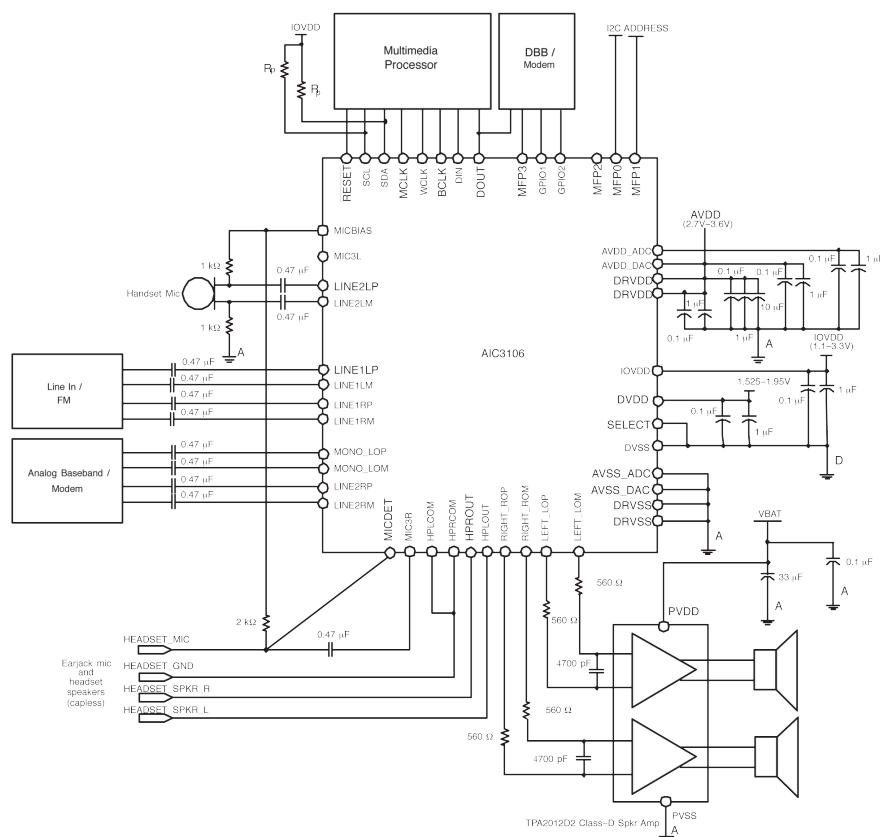 IOVDD
Rp
Rp
Multimedia
Processor
DBB /
Modem
I2C ADDRESS
RESET
SCL
SDA
MCLK
WCLK
BCLK
DIN
DOUT
MFP3
GPIO1
GPIO2
MFP2
MFP0
MFP1
MICBIAS
MIC3L
LINE2LP
LINE2LM
1 kΩ
0.47 µF
Handset Mic
0.47 µF
1kΩ
A
AIC3106
AVDD
(2.7V–3.6V)
AVDD_ADC
AVDD_DAC
DRVDD
DRVDD
0.1 µF
1 µF
0.1 µF
0.1 µF
1 µF
1 µF
10 µF
0.1 µF
1 µF
A
IOVDD
(1.1–3.3V)
IOVDD
1.525–1.95V
DVDD
0.1 µF
1 µF
0.1 µF
1 µF
SELECT
DVSS
D
Line In /
FM
0.47 µF
0.47 µF
0.47 µF
0.47 µF
LINE1LP
LINE1LM
LINE1RP
LINE1RM
Analog Baseband /
Modem
0.47 µF
0.47 µF
0.47 µF
0.47 µF
MONO_LOP
MONO_LOM
LINE2RP
LINE2RM
AVSS_ADC
AVSS_DAC
DRVSS
DRVSS
A
MICDET
MIC3R
HPLCOM
HPRCOM
HPROUT
HPLOUT
RIGHT_ROP
RIGHT_ROM
LEFT_LOP
LEFT_LOM
VBAT
33 µF
0.1 µF
A
A
560 Ω
560 Ω
PVDD
2 kΩ
0.47 µF
HEADSET_MIC
HEADSET_GND
HEADSET_SPKR_R
HEADSET_SPKR_L
Earjack mic
and
headset
speakers
(capless)
4700 pF
560 Ω
560 Ω
4700 pF
TPA2012D2 Class–D Spkr Amp
PVSS
A